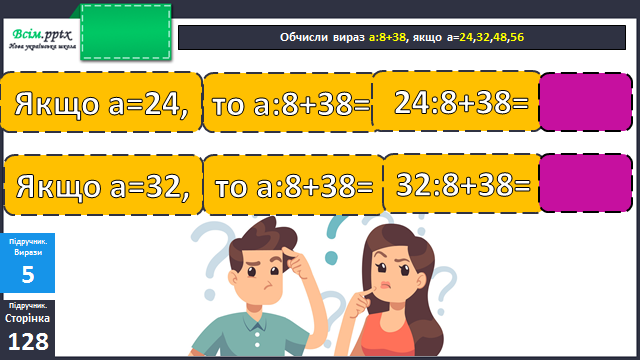 Всім.pptx
Нова українська школа
Обчисли вираз а:8+38, якщо а=24,32,48,56
Якщо а=24, то а:8+38= 24:8+38=
Якщо а=32, то а:8+38= 32:8+38=
Підручник.
Вирази
5
Підручник.
Сторінка
128